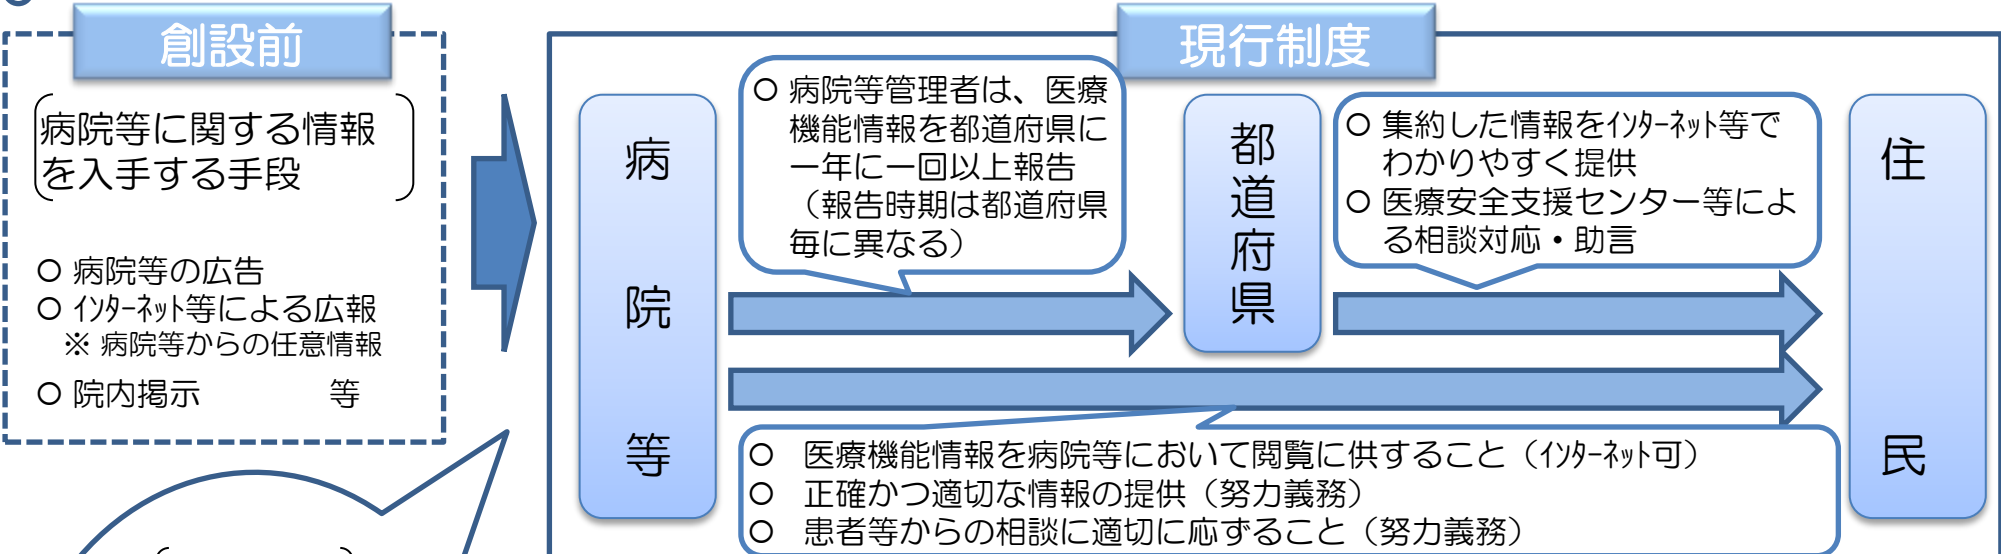 創設前
病院等に関する情報
を入手する手段
○ 病院等の広告
○ ｲﾝﾀｰﾈｯﾄ等による広報
※ 病院等からの任意情報
○ 院内掲示　等
現行制度
病院等
○ 病院等管理者は、医療
機能情報を都道府県に
一年に一回以上報告
（報告時期は都道府県
毎に異なる）
都道府県
○ 集約した情報をｲﾝﾀｰﾈｯﾄ等で
わかりやすく提供
○ 医療安全支援センター等によ
る相談対応・助言
住民
○ 医療機能情報を病院等において閲覧に供すること（ｲﾝﾀｰﾈｯﾄ可）
○ 正確かつ適切な情報の提供（努力義務）
○ 患者等からの相談に適切に応ずること（努力義務）